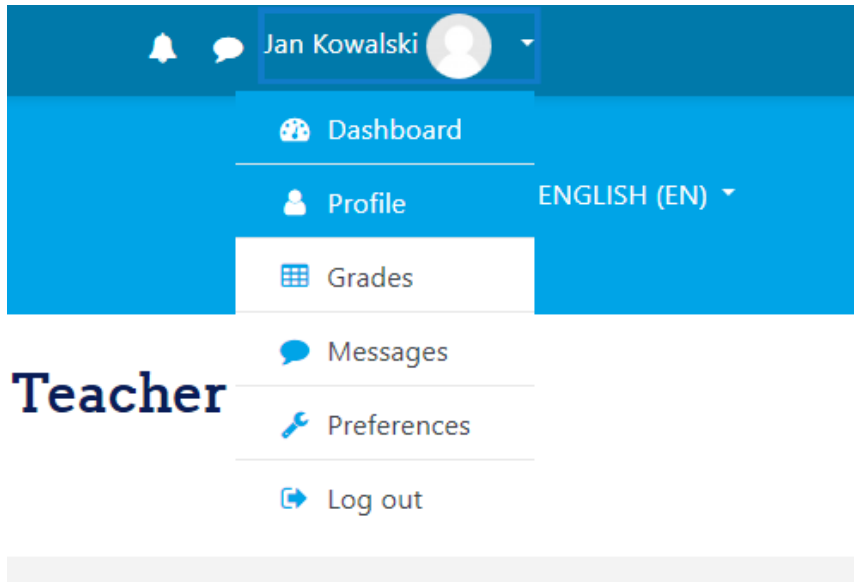 Jan Kowalski
Dashboard
Profile
ENGLISH (EN)
Grades
Messages
Teacher
Preferences
Log out